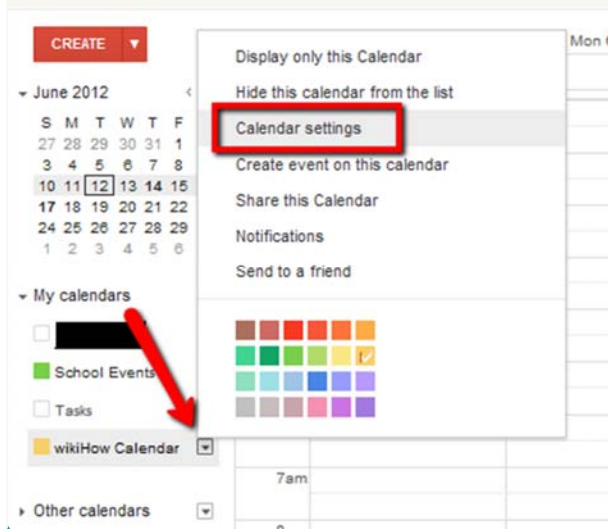 CREATE
Mon
June 2012
S M T W T F
27 28 29 30 31 1
3 4 5 6 7 8
10 11 12 13 14 15
17 18 19 20 21 22
24 25 26 27 28 29
1 2 3 4 5 6
My calendars
School Events
Tasks
wikiHow Calendar
Other calendars
Display only this Calendar
Hide this calendar from the list
Calendar settings
Create event on this calendar
Share this Calendar
Notifications
Send to a friend
7am